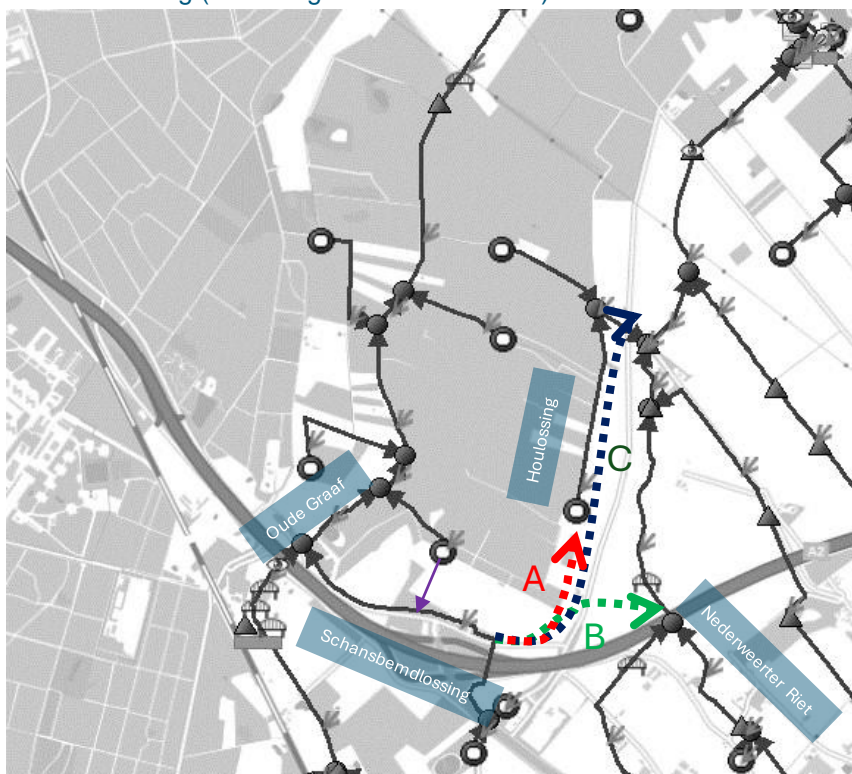 Houlossing
C
Oude Graaf
A2
A
B
Schansbemdlossing
Nederweerter Riet